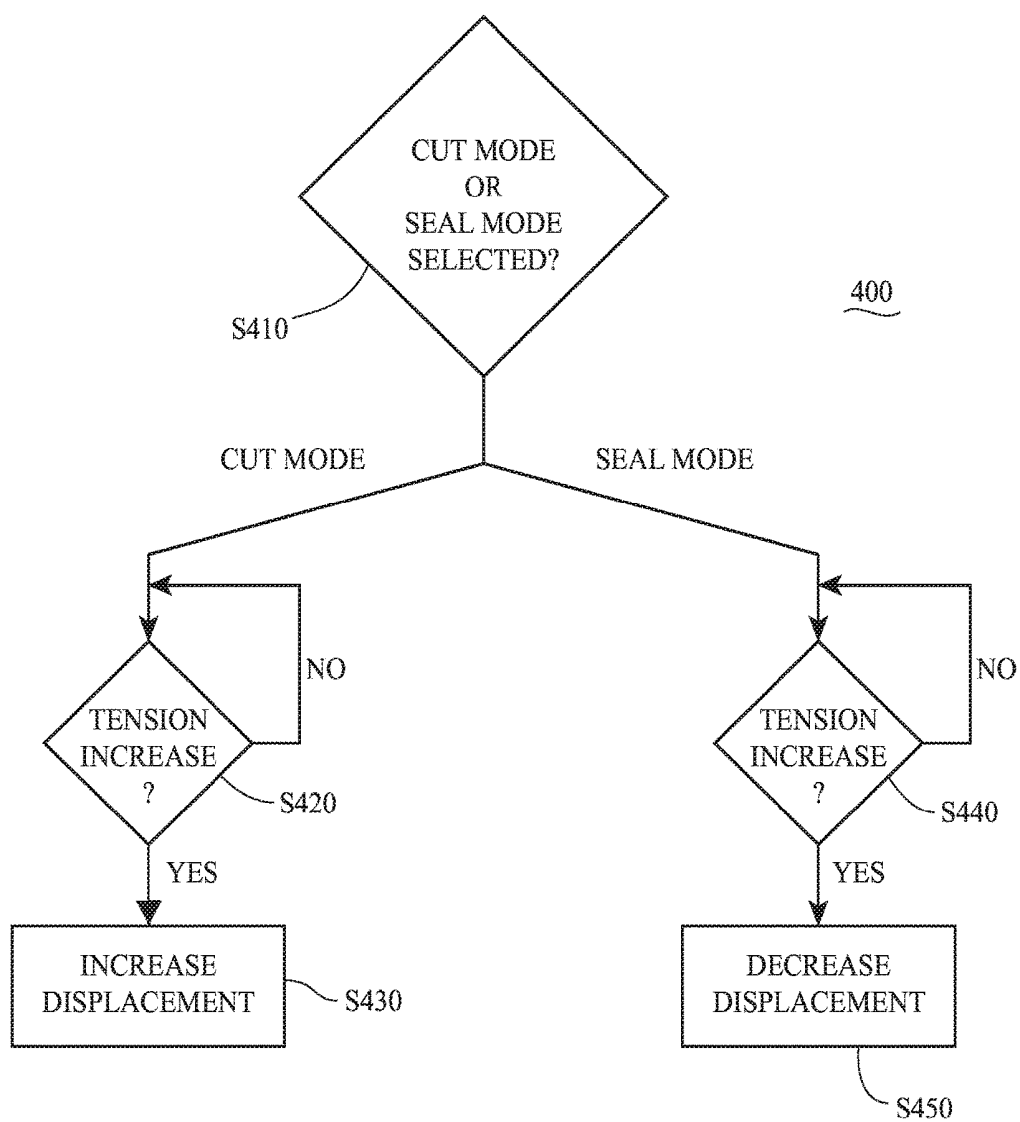 CUT MODE
OR
SEAL MODE
SELECTED?
S410
400
CUT MODE
SEAL MODE
NO
TENSION
INCREASE
?
S420
YES
INCREASE
DISPLACEMENT
S430
NO
TENSION
INCREASE
?
S440
YES
DECREASE
DISPLACEMENT
S450